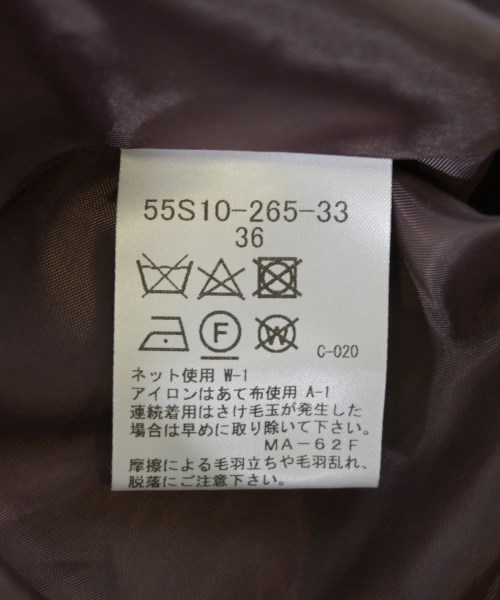 55S10-265-33
36
F
W
C-020
ネット使用 W-1
アイロンはあて布使用 A-1
連続着用はさけ毛玉が発生した
場合は早めに取り除いて下さい。
MA-62F
摩擦による毛羽立ちや毛羽乱れ、
脱落にご注意下さい。